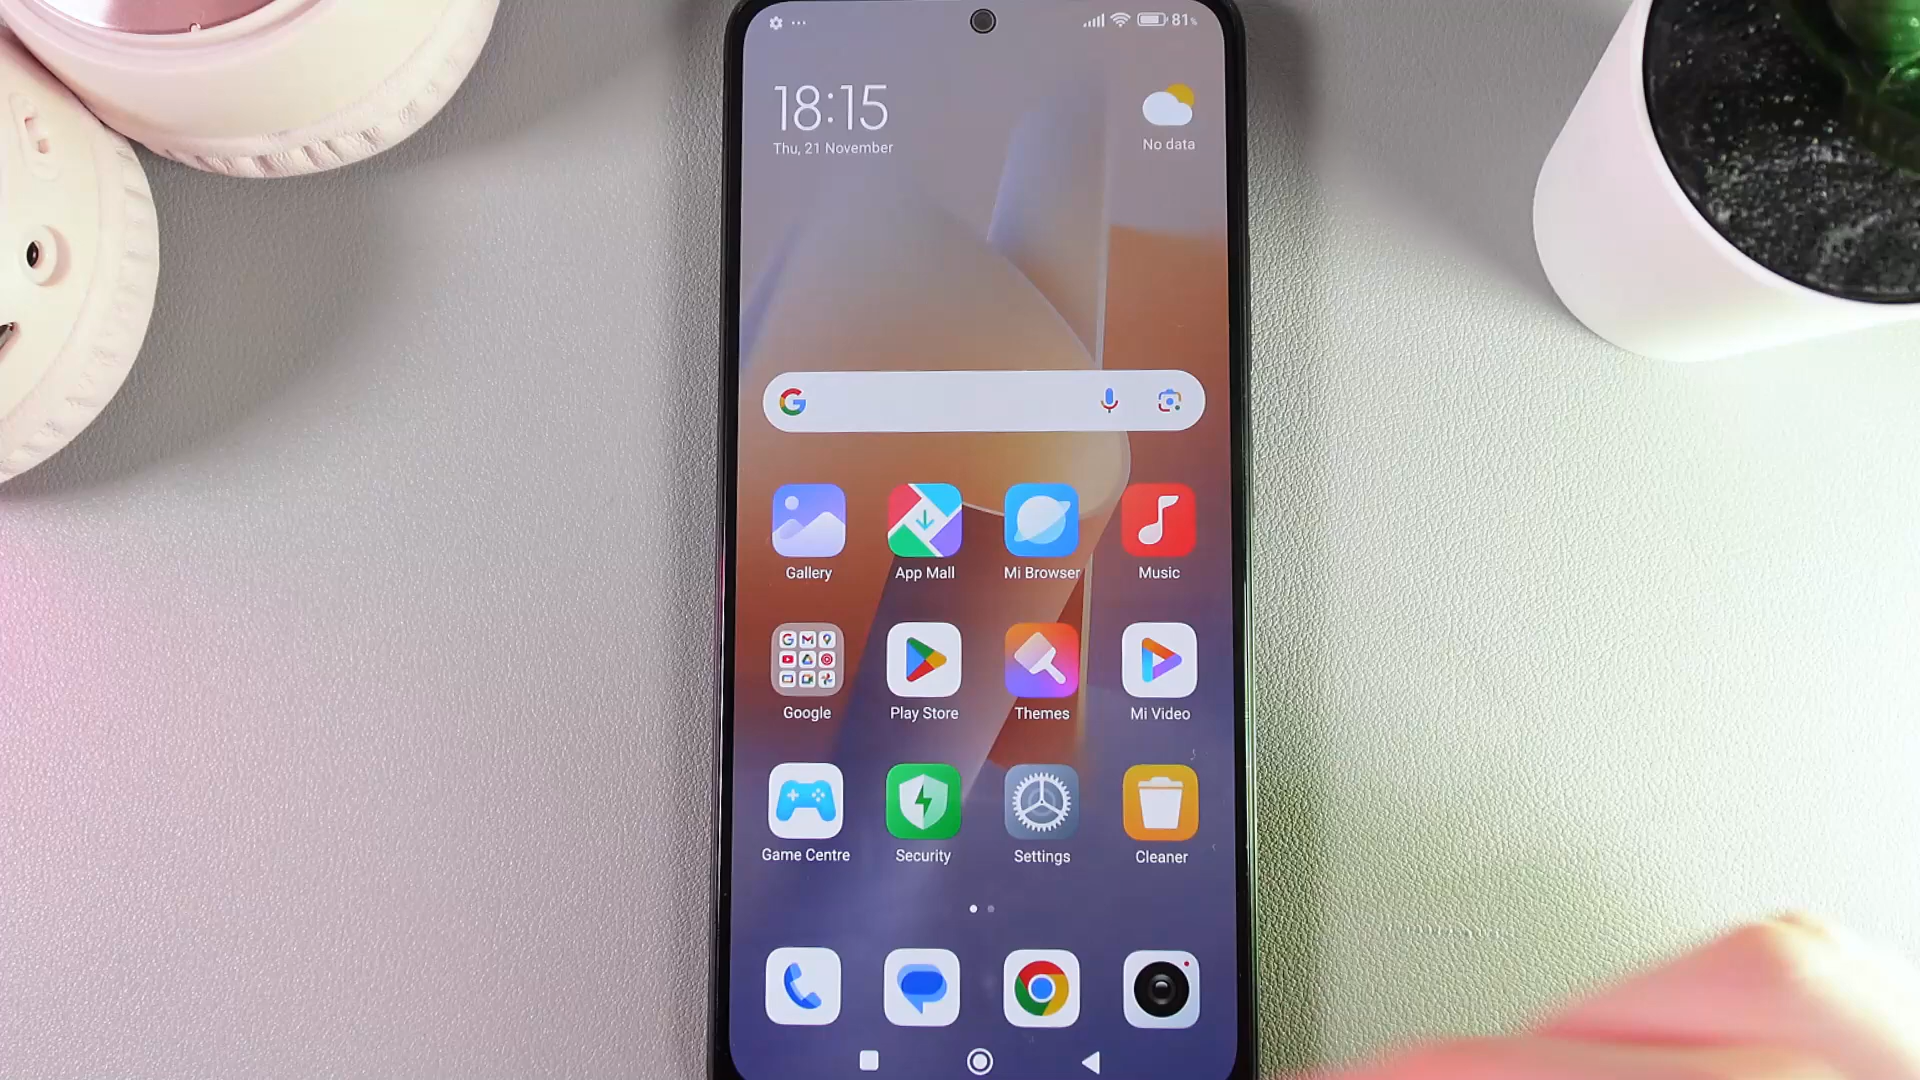 81%
18:15
Thu, 21 November
No data
Gallery
App Mall
Mi Browser
Music
Google
Play Store
Themes
Mi Video
Game Centre
Security
Settings
Cleaner